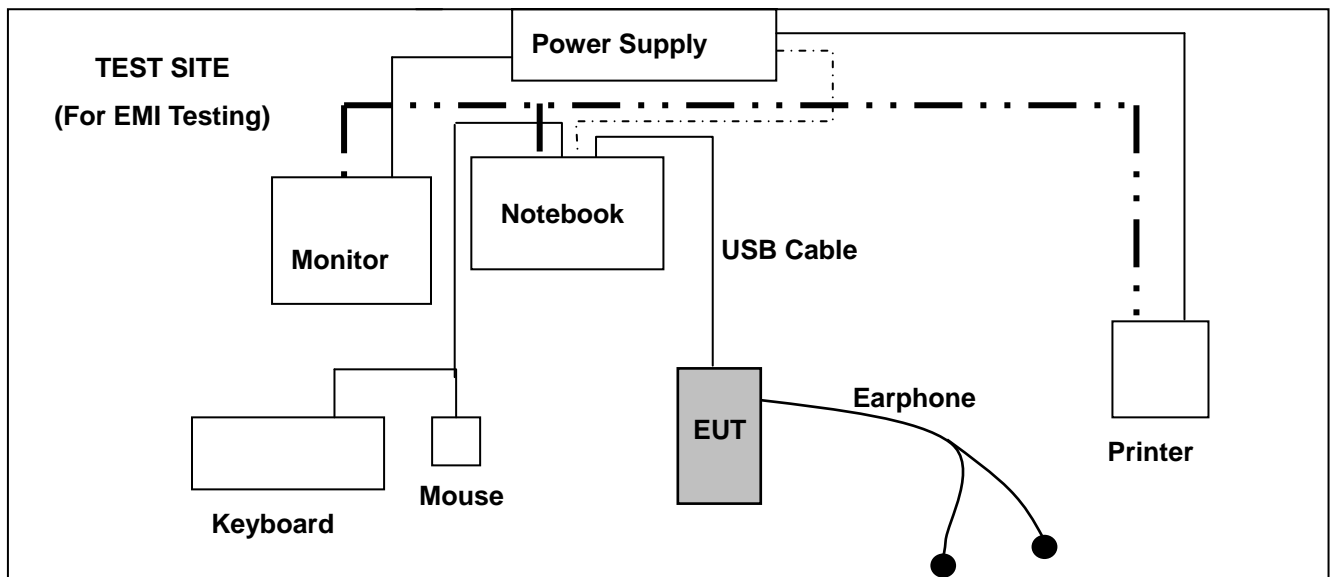 Power Supply
TEST SITE
(For EMI Testing)
Notebook
Monitor
USB Cable
Earphone
EUT
Printer
Mouse
Keyboard